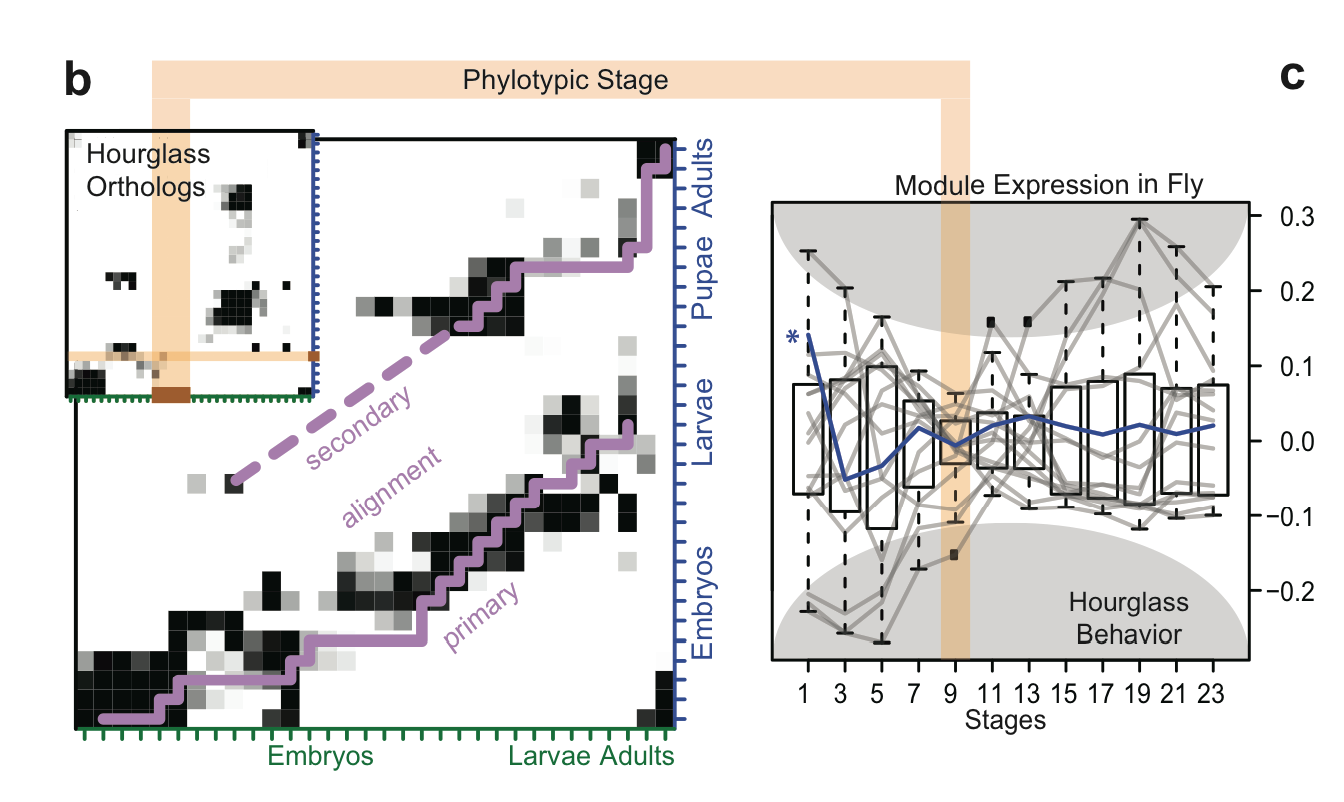 b
Phylotypic Stage
c
Hourglass
Orthologs
secondary
alignment
primary
Adults
Pupae
Larvae
Embryos
Embryos
Larvae Adults
Module Expression in Fly
*
0.3
0.2
0.1
0.0
−0.1
−0.2
Hourglass
Behavior
1 3 5 7 9 11 13 15 17 19 21 23
Stages